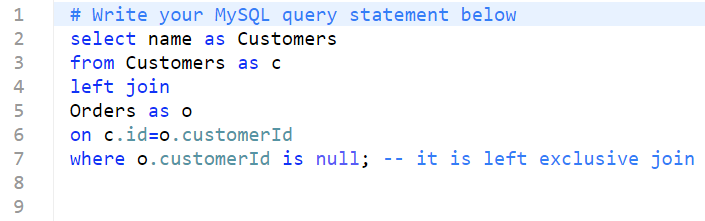 1 # Write your MySQL query statement below
2 select name as Customers
3 from Customers as c
4 left join
5 Orders as o
6 on c.id=o.customerId
7 where o.customerId is null; -- it is left exclusive join
8
9